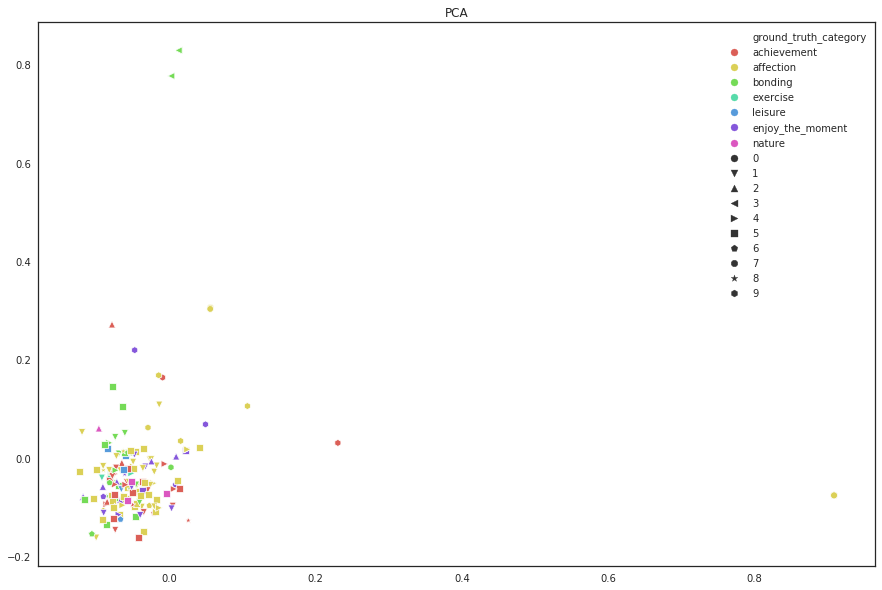 PCA
ground_truth_category
achievement
affection
bonding
exercise
leisure
enjoy_the_moment
nature
0
1
2
3
4
5
6
7
8
9
0.8
0.6
0.4
0.2
0.0
−0.2
0.0 0.2 0.4 0.6 0.8